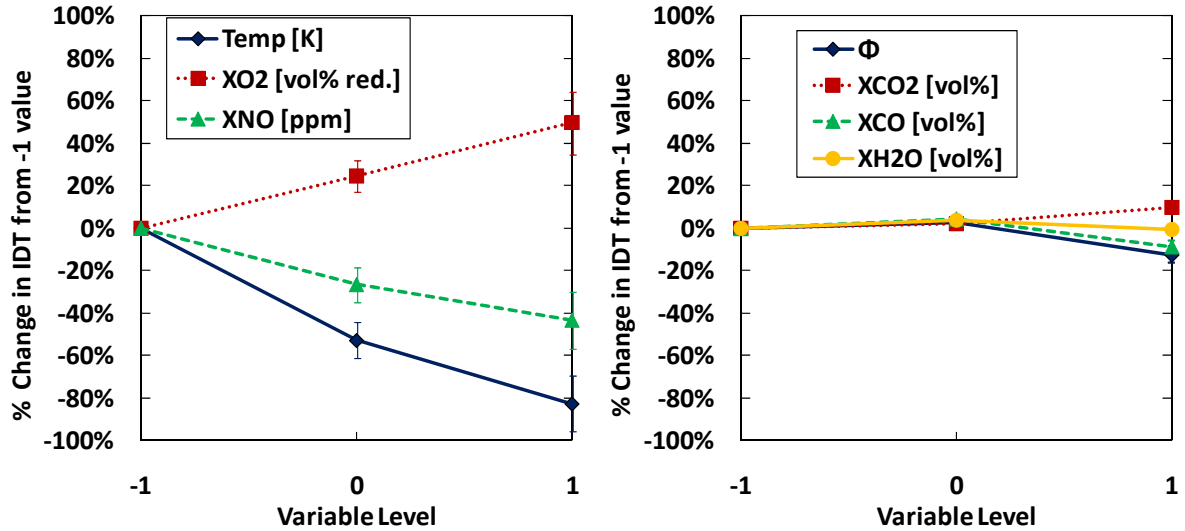 % Change in IDT from -1 value
100%
80%
60%
40%
20%
0%
-20%
-40%
-60%
-80%
-100%
Temp [K]
XO2 [vol% red.]
XNO [ppm]
-1
0
1
Variable Level
% Change in IDT from -1 value
100%
80%
60%
40%
20%
0%
-20%
-40%
-60%
-80%
-100%
Φ
XCO2 [vol%]
XCO [vol%]
XH2O [vol%]
-1
0
1
Variable Level